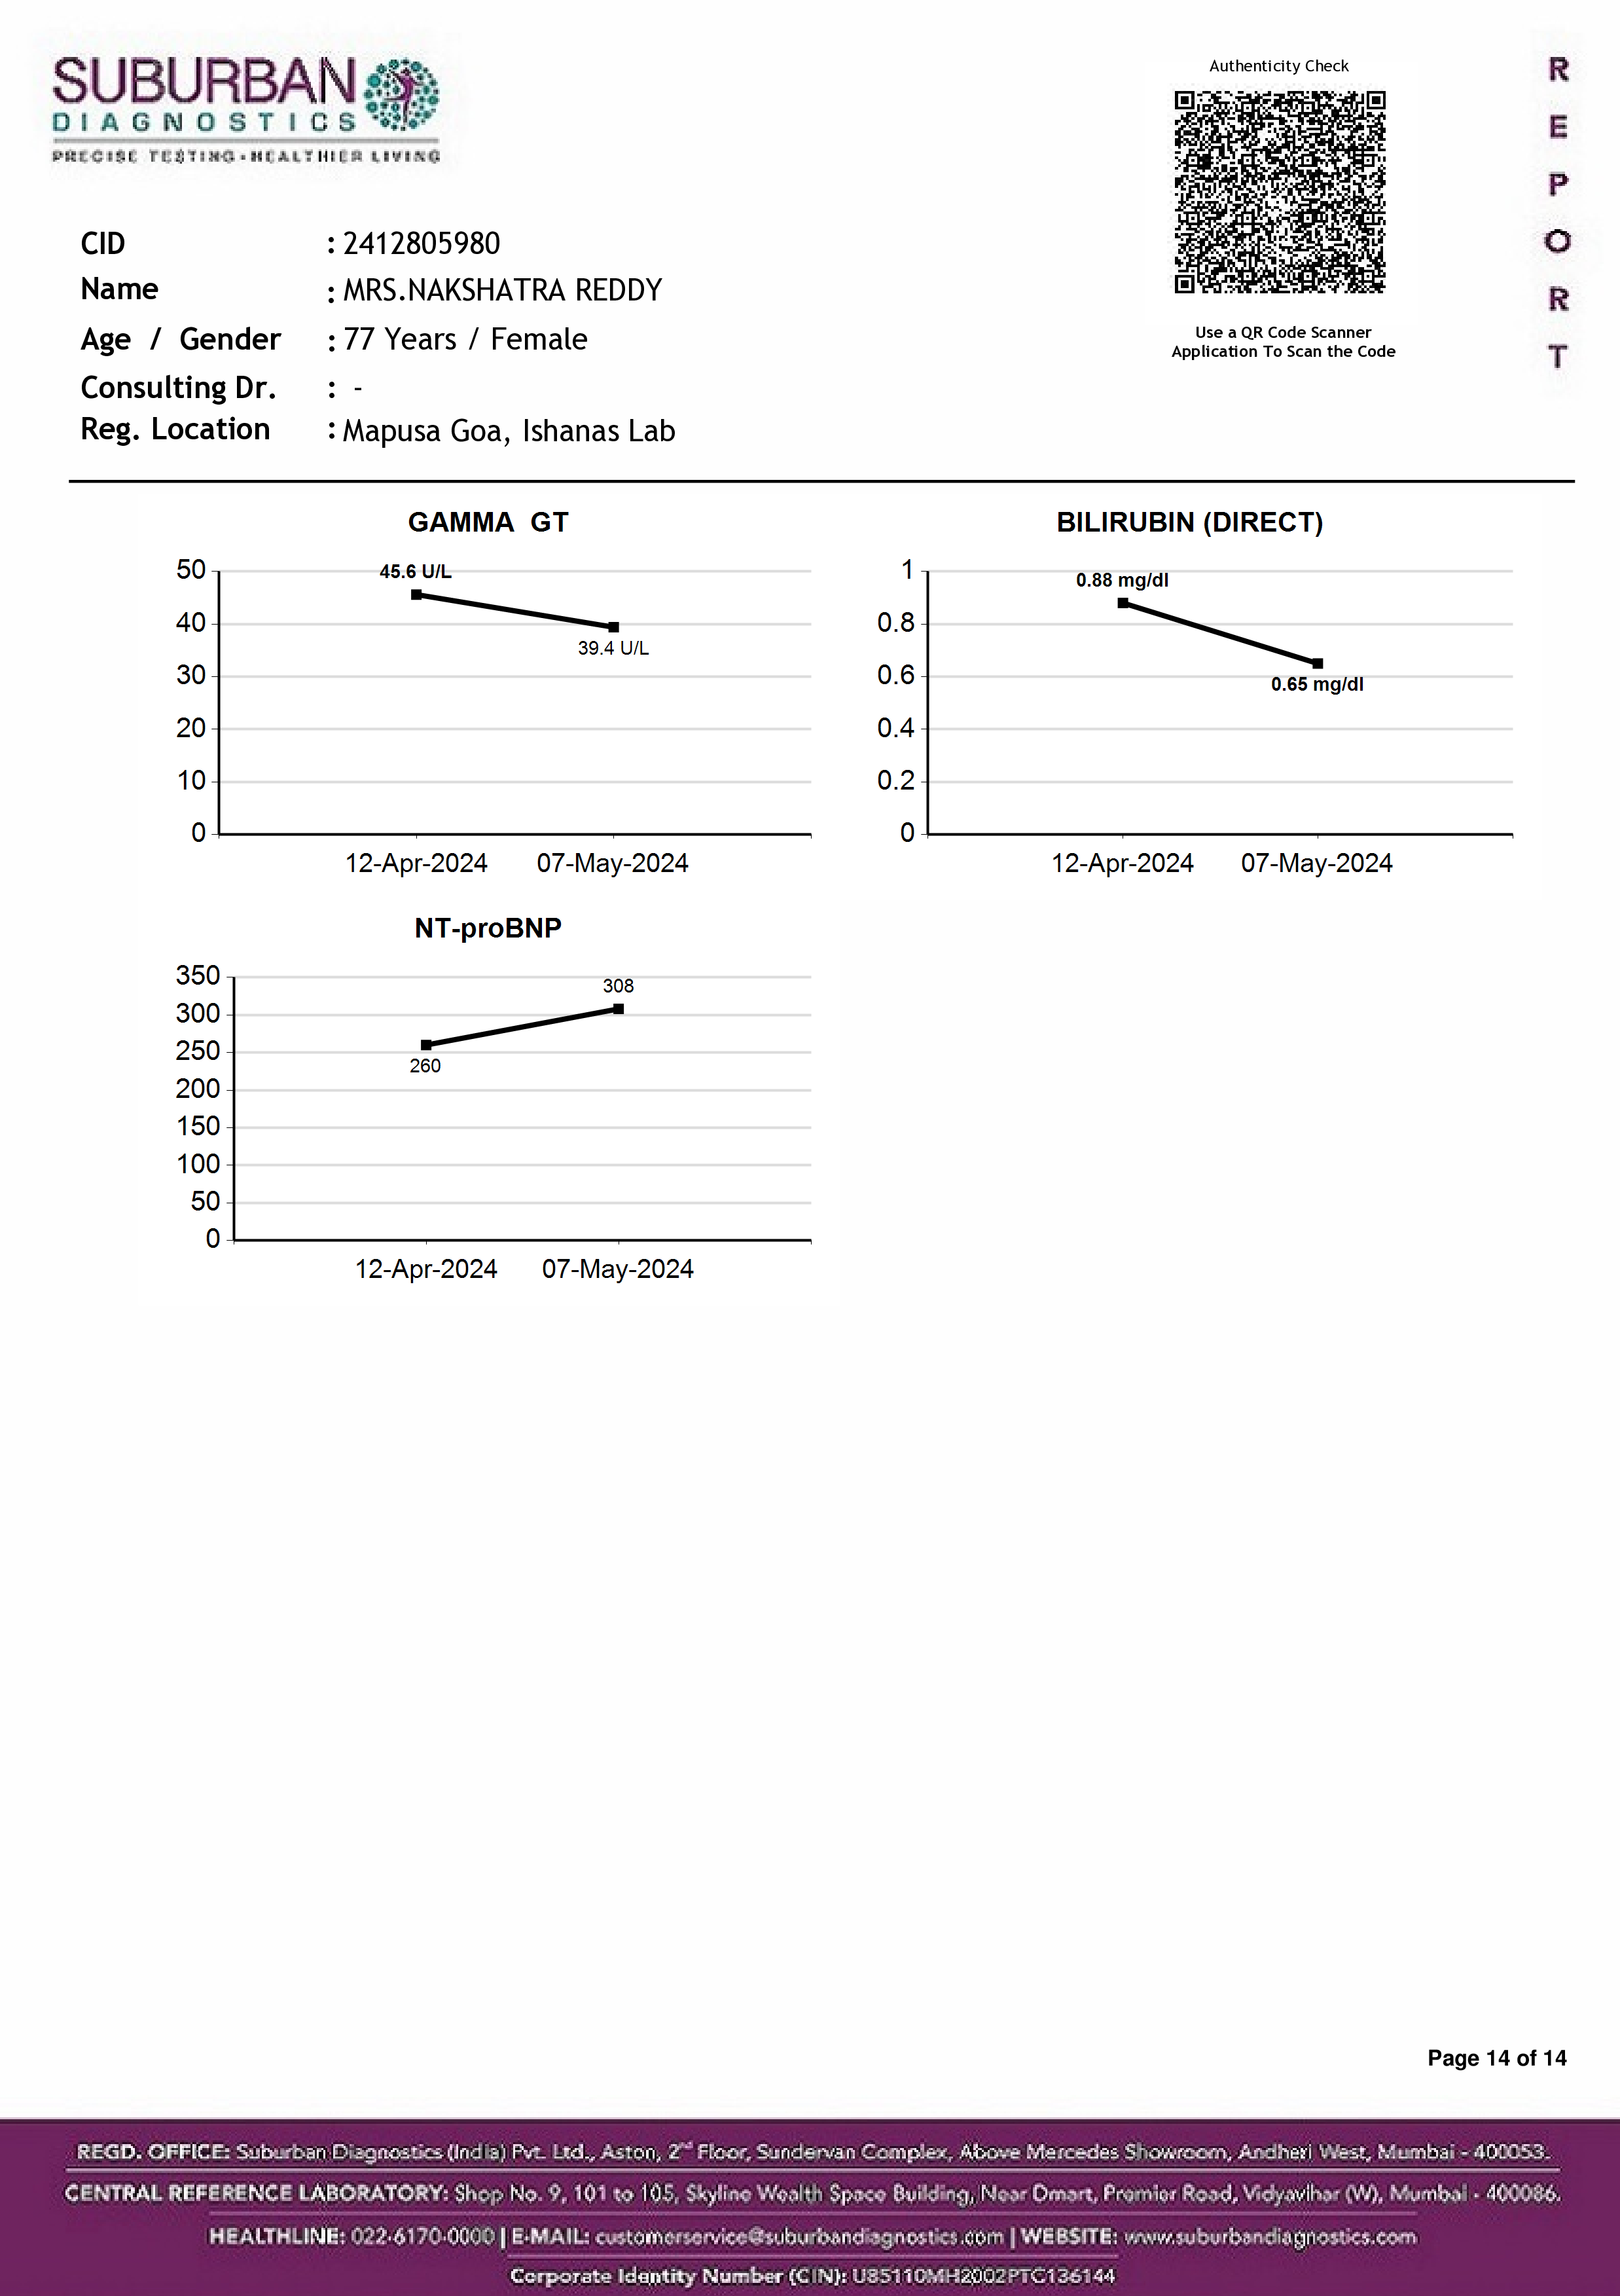 SUBURBAN
DIAGNOSTICS
PRECISE TESTING-HEALTHIER LIVING
Authenticity Check
Use a QR Code Scanner
Application To Scan the Code
R
E
P
O
R
T
CID : 2412805980
Name : MRS.NAKSHATRA REDDY
Age / Gender : 77 Years / Female
Consulting Dr. : -
Reg. Location : Mapusa Goa, Ishanas Lab
GAMMA GT
50
45.6 U/L
40
39.4 U/L
30
20
10
0
12-Apr-2024 07-May-2024
BILIRUBIN (DIRECT)
1
0.88 mg/dl
0.8
0.6
0.65 mg/dl
0.4
0.2
0
12-Apr-2024 07-May-2024
NT-proBNP
350
308
300
250
260
200
150
100
50
0
12-Apr-2024 07-May-2024
Page 14 of 14
REGD. OFFICE: Suburban Diagnostics (India) Pvt. Ltd., Aston, 2nd Floor, Sundervan Complex, Above Mercedes Showroom, Andheri West, Mumbai - 400053.
CENTRAL REFERENCE LABORATORY: Shop No. 9, 101 to 105, Skyline Wealth Space Building, Near Dmart, Premier Road, Vidyavihar (W), Mumbai - 400086.
HEALTHLINE: 022-6170-0000 | E-MAIL: customerservice@suburbandiagnostics.com | WEBSITE: www.suburbandiagnostics.com
Corporate Identity Number (CIN): U85110MH2002PTC136144